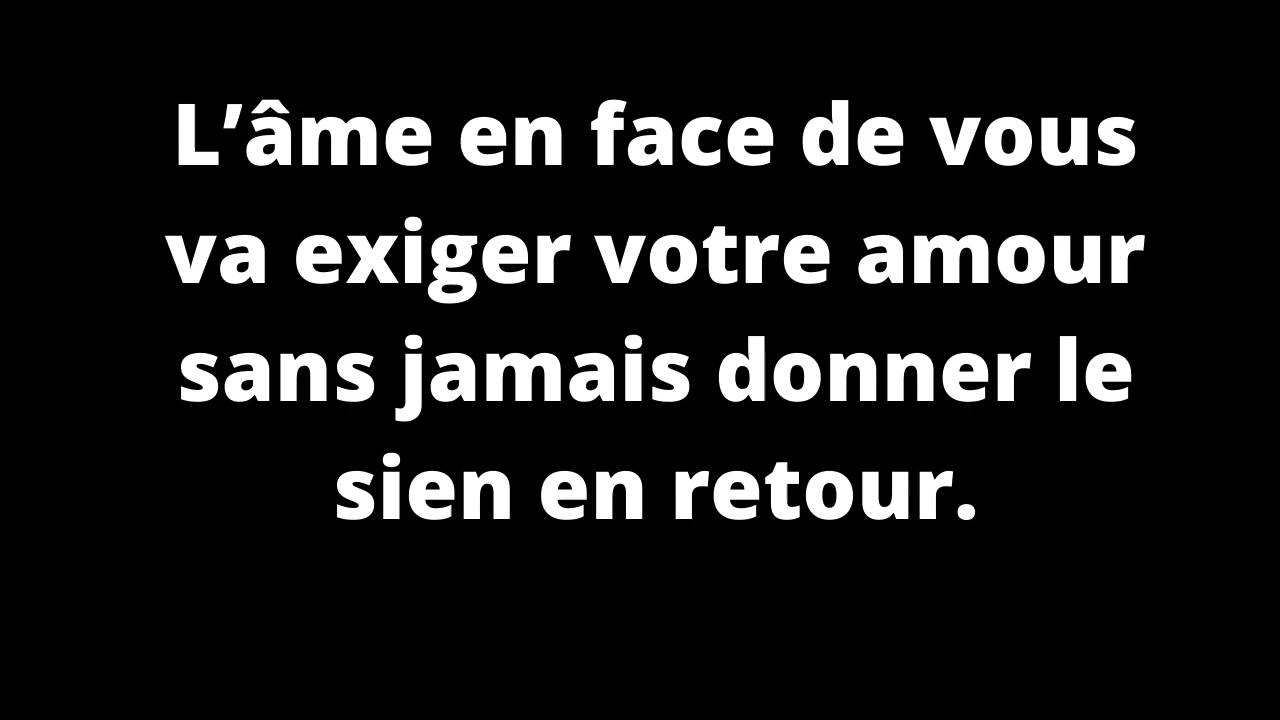 L’âme en face de vous
va exiger votre amour
sans jamais donner le
sien en retour.